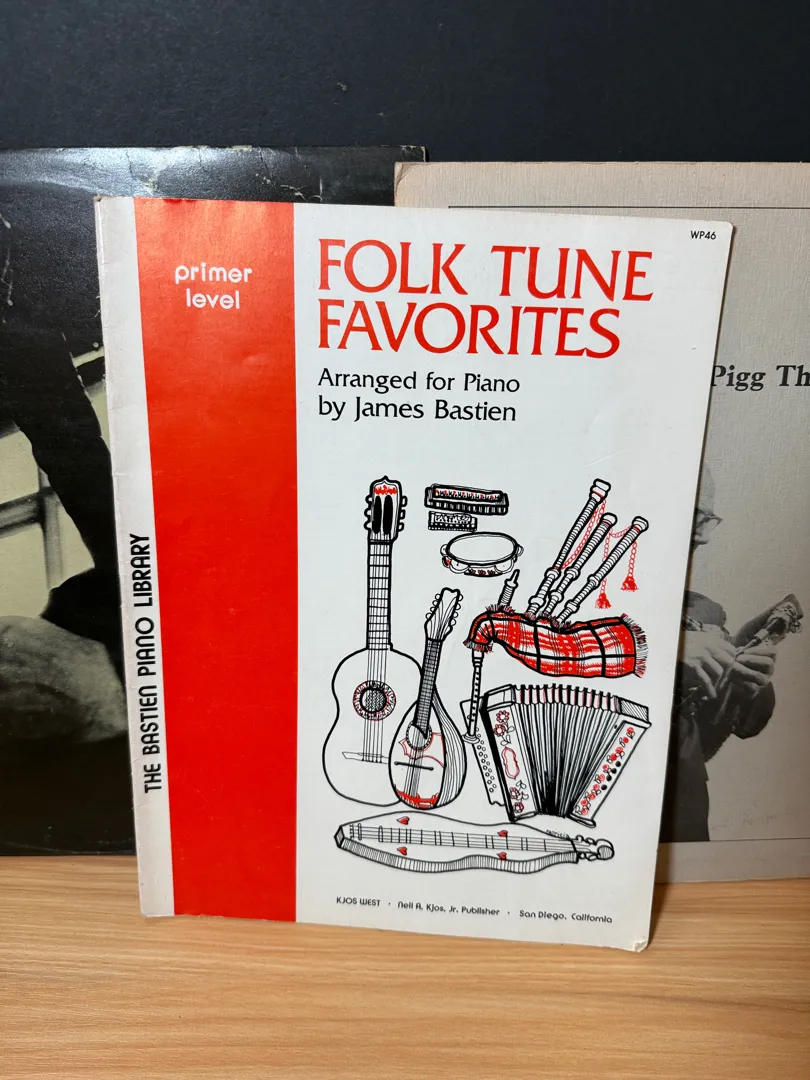 WP46
primer
level
FOLK TUNE
FAVORITES
Arranged for Piano
by James Bastien
THE BASTIEN PIANO LIBRARY
KJOS WEST · Neil A. Kjos, Jr. Publisher · San Diego, California
Pigg Th